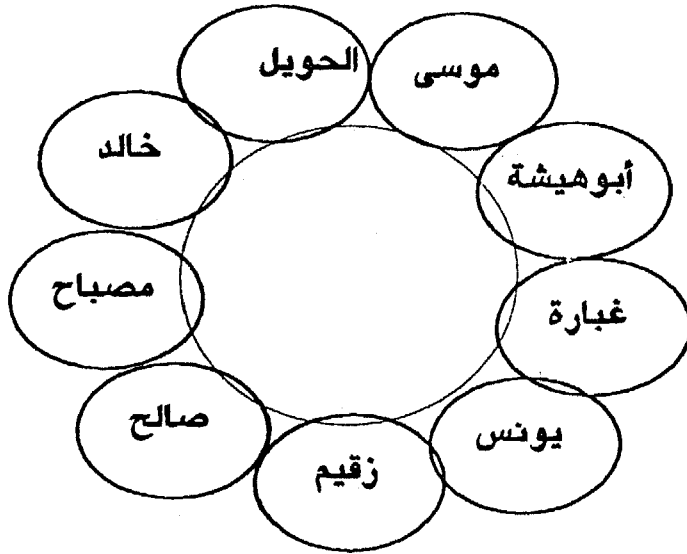 الحويل
موسى
أبوهيشة
غبارة
يونس
زقيم
صالح
مصباح
خالد